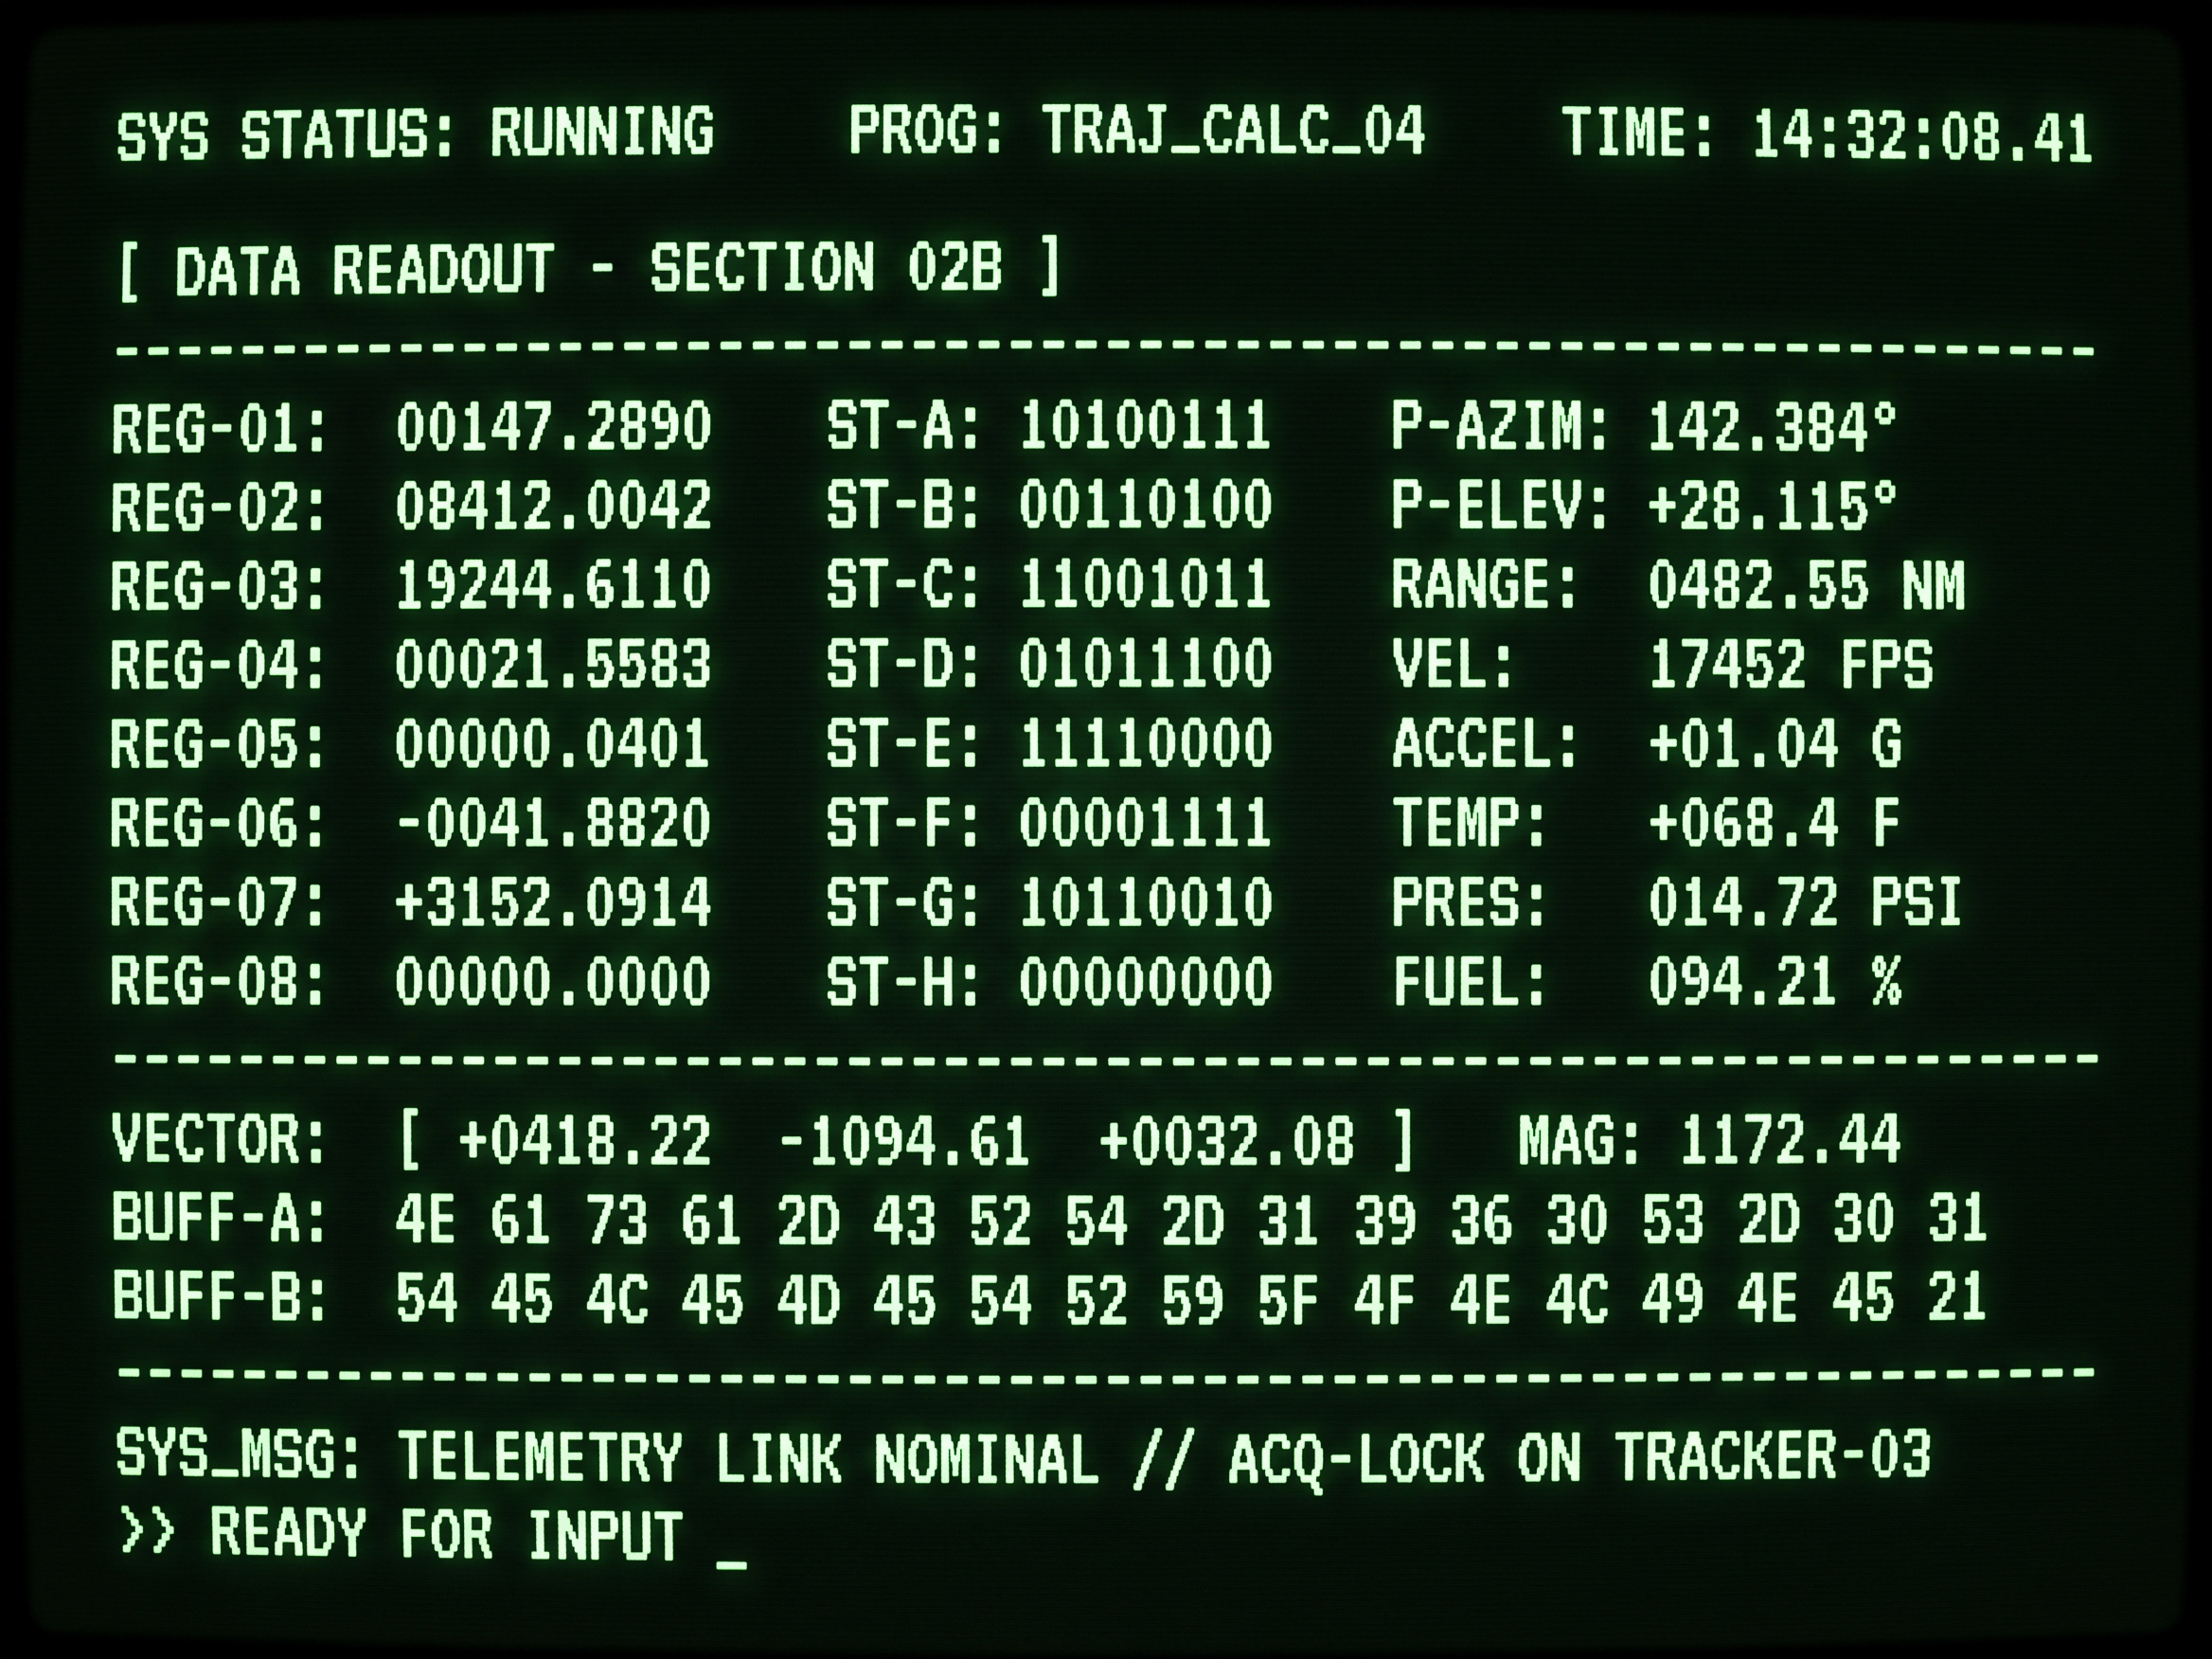 SYS STATUS: RUNNING    PROG: TRAJ_CALC_04    TIME: 14:32:08.41
[ DATA READOUT - SECTION 02B ]
--------------------------------------------------------------
REG-01:  00147.2890   ST-A: 10100111   P-AZIM: 142.384°
REG-02:  08412.0042   ST-B: 00110100   P-ELEV: +28.115°
REG-03:  19244.6110   ST-C: 11001011   RANGE:  0482.55 NM
REG-04:  00021.5583   ST-D: 01011100   VEL:    17452 FPS
REG-05:  00000.0401   ST-E: 11110000   ACCEL:  +01.04 G
REG-06:  -0041.8820   ST-F: 00001111   TEMP:   +068.4 F
REG-07:  +3152.0914   ST-G: 10110010   PRES:   014.72 PSI
REG-08:  00000.0000   ST-H: 00000000   FUEL:   094.21 %
--------------------------------------------------------------
VECTOR:  [ +0418.22  -1094.61  +0032.08 ]   MAG: 1172.44
BUFF-A:  4E 61 73 61 2D 43 52 54 2D 31 39 36 30 53 2D 30 31
BUFF-B:  54 45 4C 45 4D 45 54 52 59 5F 4F 4E 4C 49 4E 45 21
--------------------------------------------------------------
SYS_MSG: TELEMETRY LINK NOMINAL // ACQ-LOCK ON TRACKER-03
>> READY FOR INPUT _